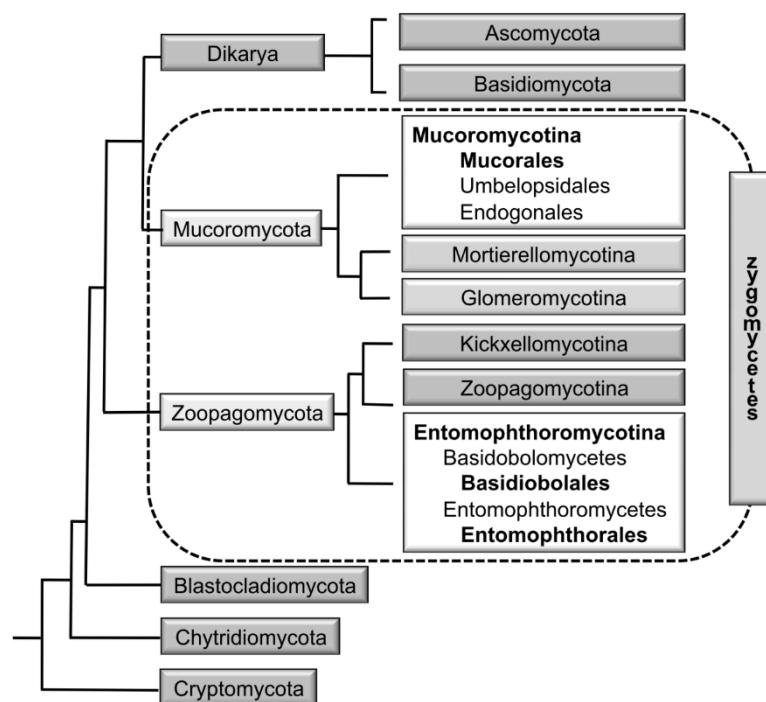 Dikarya
Ascomycota
Basidiomycota
Mucoromycota
Mucoromycotina
Mucorales
Umbelopsidales
Endogonales
Mortierellomycotina
Glomeromycotina
Zoopagomycota
Kickxellomycotina
Zoopagomycotina
Entomophthoromycotina
Basidobolomycetes
Basidiobolales
Entomophthoromycetes
Entomophthorales
zygomycetes
Blastocladiomycota
Chytridiomycota
Cryptomycota